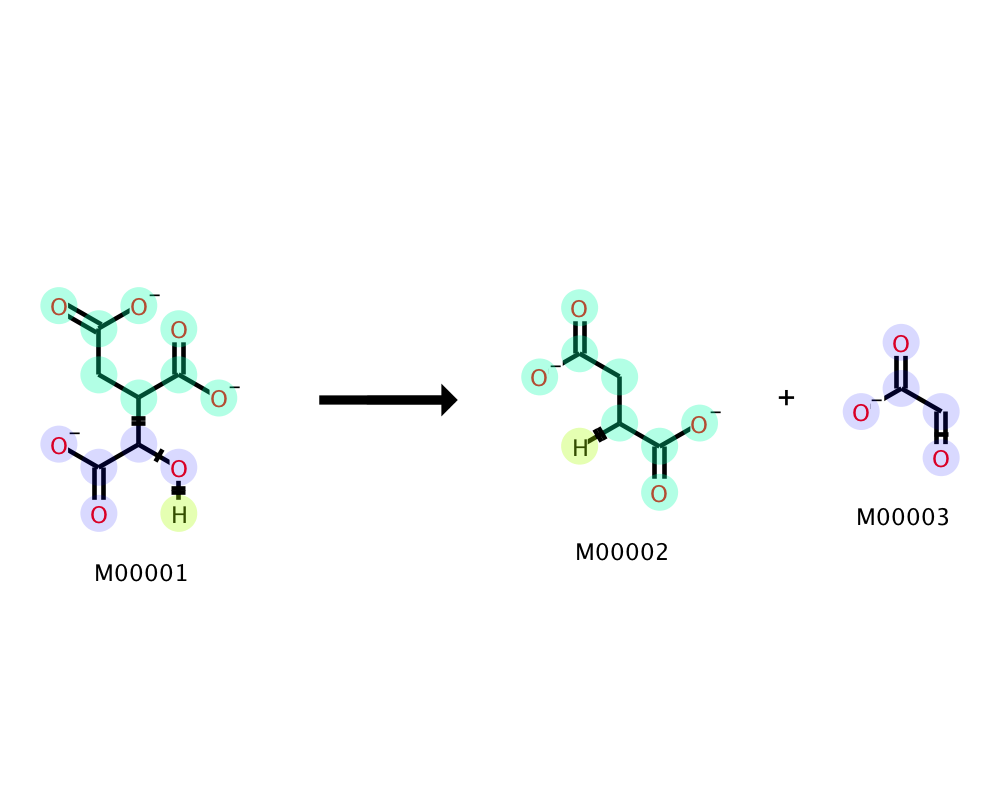 O O⁻ O
O⁻
O⁻ O
O H
M00001
O
O⁻ O⁻
H
O
M00002
+
O
O⁻
O
M00003